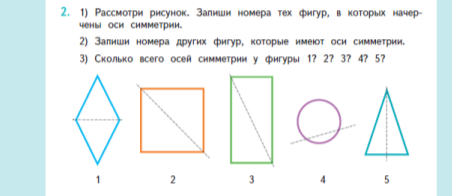 2. 1) Рассмотри рисунок. Запиши номера тех фигур, в которых начер-
чены оси симметрии.
2) Запиши номера других фигур, которые имеют оси симметрии.
3) Сколько всего осей симметрии у фигуры 1? 2? 3? 4? 5?
1 2 3 4 5